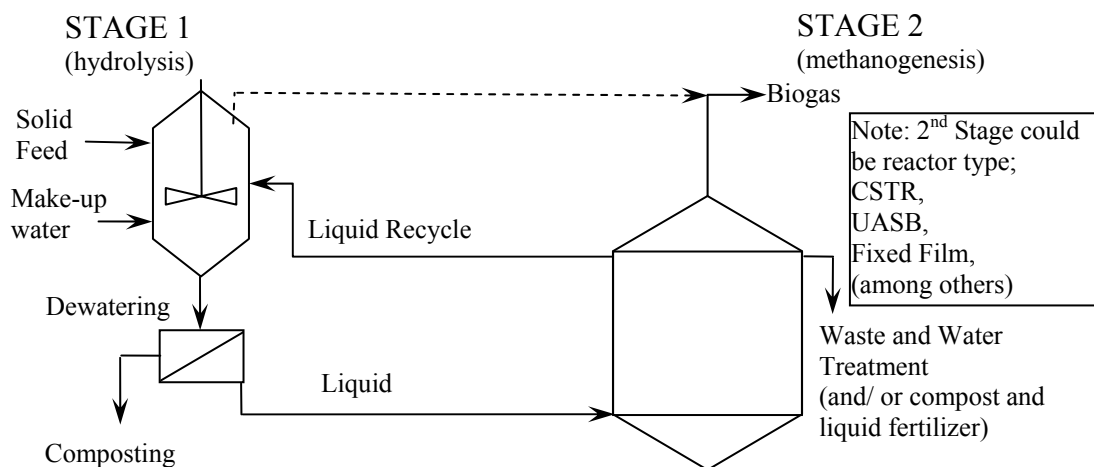 STAGE 1
(hydrolysis)
STAGE 2
(methanogenesis)
Solid
Feed
Make-up
water
Biogas
Note: 2nd Stage could
be reactor type;
CSTR,
UASB,
Fixed Film,
(among others)
Liquid Recycle
Dewatering
Liquid
Composting
Waste and Water
Treatment
(and/ or compost and
liquid fertilizer)